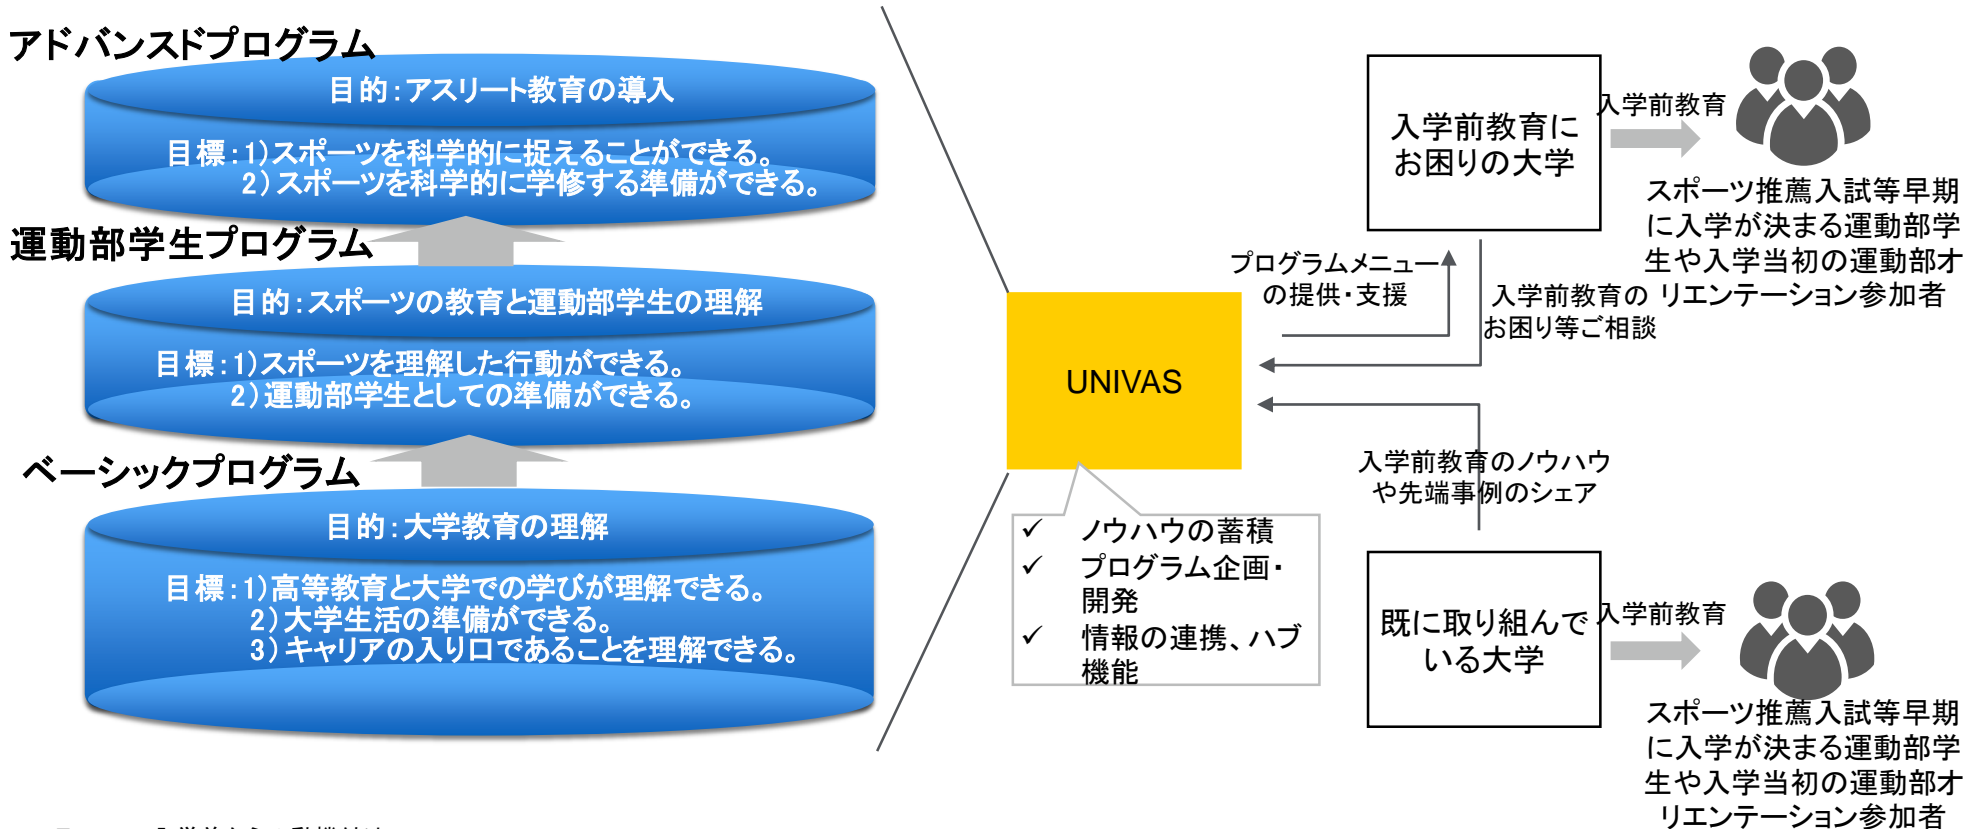 アドバンスドプログラム
目的：アスリート教育の導入
目標：1）スポーツを科学的に捉えることができる。
2）スポーツを科学的に学修する準備ができる。
運動部学生プログラム
目的：スポーツの教育と運動部学生の理解
目標：1）スポーツを理解した行動ができる。
2）運動部学生としての準備ができる。
ベーシックプログラム
目的：大学教育の理解
目標：1）高等教育と大学での学びが理解できる。
2）大学生活の準備ができる。
3）キャリアの入り口であることを理解できる。
UNIVAS
✓ ノウハウの蓄積
✓ プログラム企画・
開発
✓ 情報の連携、ハブ
機能
入学前教育に
お困りの大学
入学前教育
スポーツ推薦入試等早期
に入学が決まる運動部学
生や入学当初の運動部オ
リエンテーション参加者
プログラムメニュー
の提供・支援
入学前教育の
お困り等ご相談
入学前教育のノウハウ
や先端事例のシェア
既に取り組んで
いる大学
入学前教育
スポーツ推薦入試等早期
に入学が決まる運動部学
生や入学当初の運動部オ
リエンテーション参加者